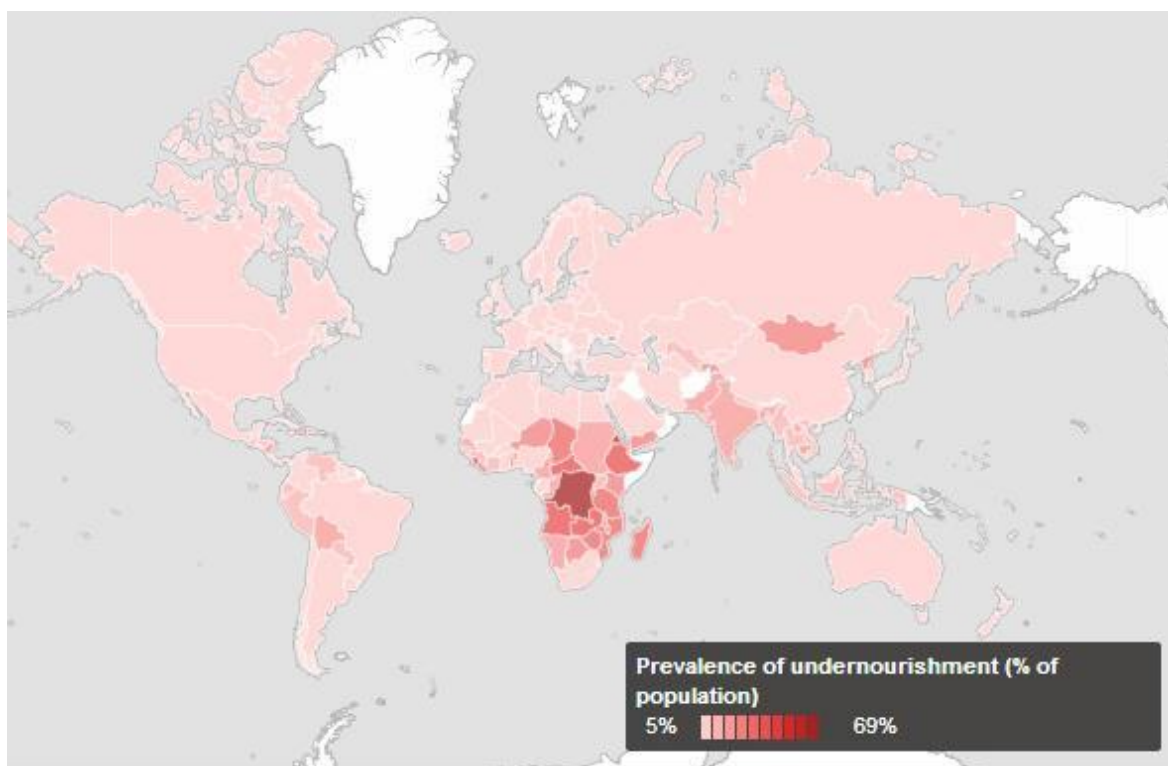 Prevalence of undernourishment (% of
population)
5% 69%